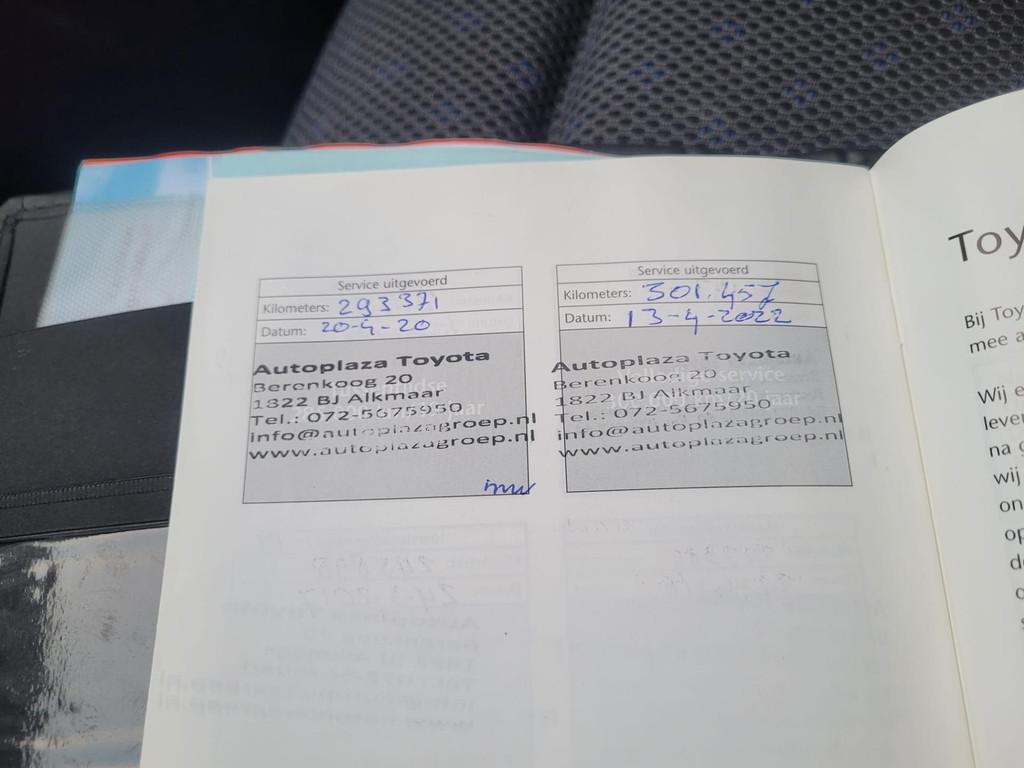 Service uitgevoerd
Kilometers: 293371
Datum: 20-4-20
Autoplaza Toyota
Berenkoog 20
1822 BJ Alkmaar
Tel.: 072-5675950
info@autoplazagroep.nl
www.autoplazagroep.nl
Service uitgevoerd
Kilometers: 301.457
Datum: 13-4-2022
Autoplaza Toyota
Berenkoog 20
1822 BJ Alkmaar
Tel.: 072-5675950
info@autoplazagroep.nl
www.autoplazagroep.nl
Toy
Bij Toy
mee a
Wij e
lever
na g
wij
on
op